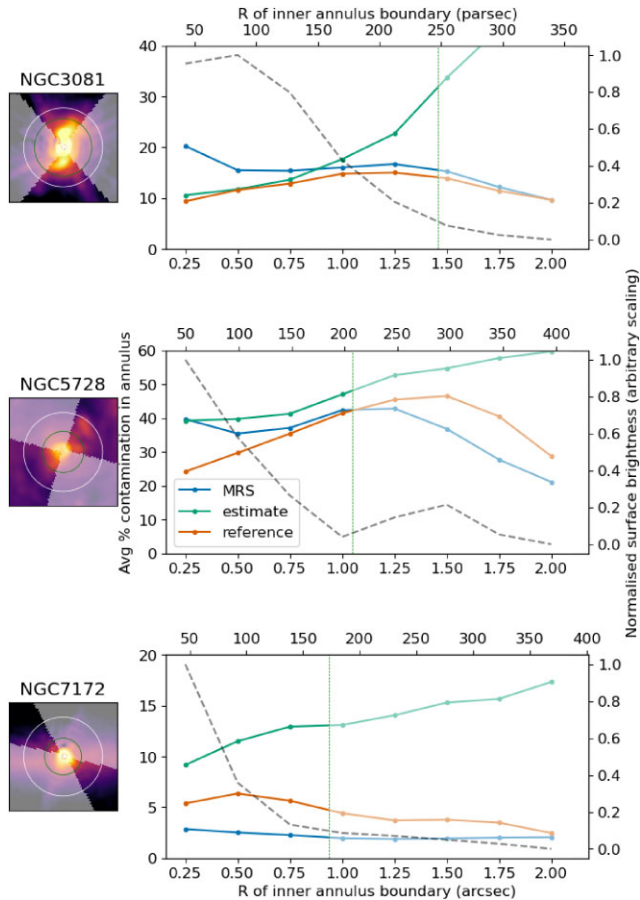 R of inner annulus boundary (parsec)
50 100 150 200 250 300 350
NGC3081
40
30
20
10
0
1.0
0.8
0.6
0.4
0.2
0.0
0.25 0.50 0.75 1.00 1.25 1.50 1.75 2.00
50 100 150 200 250 300 350 400
NGC5728
60
50
40
30
20
10
0
1.0
0.8
0.6
0.4
0.2
0.0
MRS
estimate
reference
0.25 0.50 0.75 1.00 1.25 1.50 1.75 2.00
Avg % contamination in annulus
Normalised surface brightness (arbitrary scaling)
50 100 150 200 250 300 350 400
NGC7172
20
15
10
5
0
1.0
0.8
0.6
0.4
0.2
0.0
0.25 0.50 0.75 1.00 1.25 1.50 1.75 2.00
R of inner annulus boundary (arcsec)